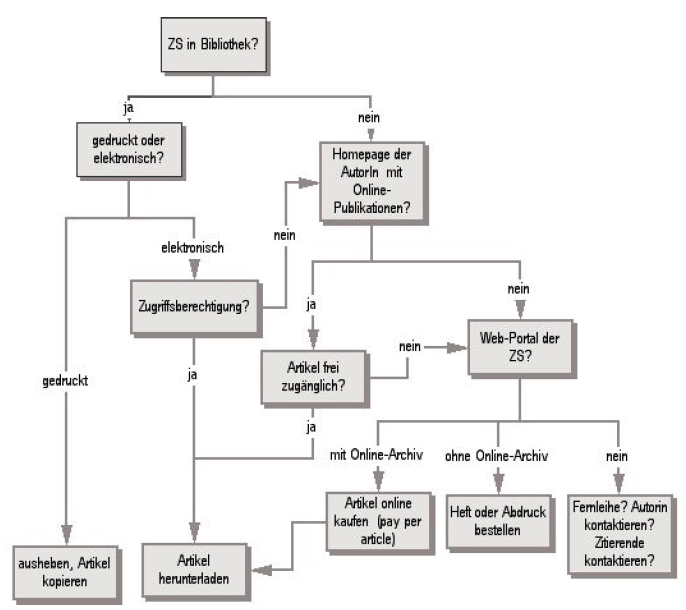 ZS in Bibliothek?
ja
nein
gedruckt oder
elektronisch?
Homepage der
AutorIn mit
Online-
Publikationen?
nein
elektronisch
Zugriffsberechtigung?
ja
nein
Web-Portal der
ZS?
nein
Artikel frei
zugänglich?
gedruckt
ja
ja
mit Online-Archiv
ohne Online-Archiv
nein
Artikel online
kaufen (pay per
article)
Heft oder Abdruck
bestellen
Fernleihe? Autorin
kontaktieren?
Zitierende
kontaktieren?
ausheben, Artikel
kopieren
Artikel
herunterladen